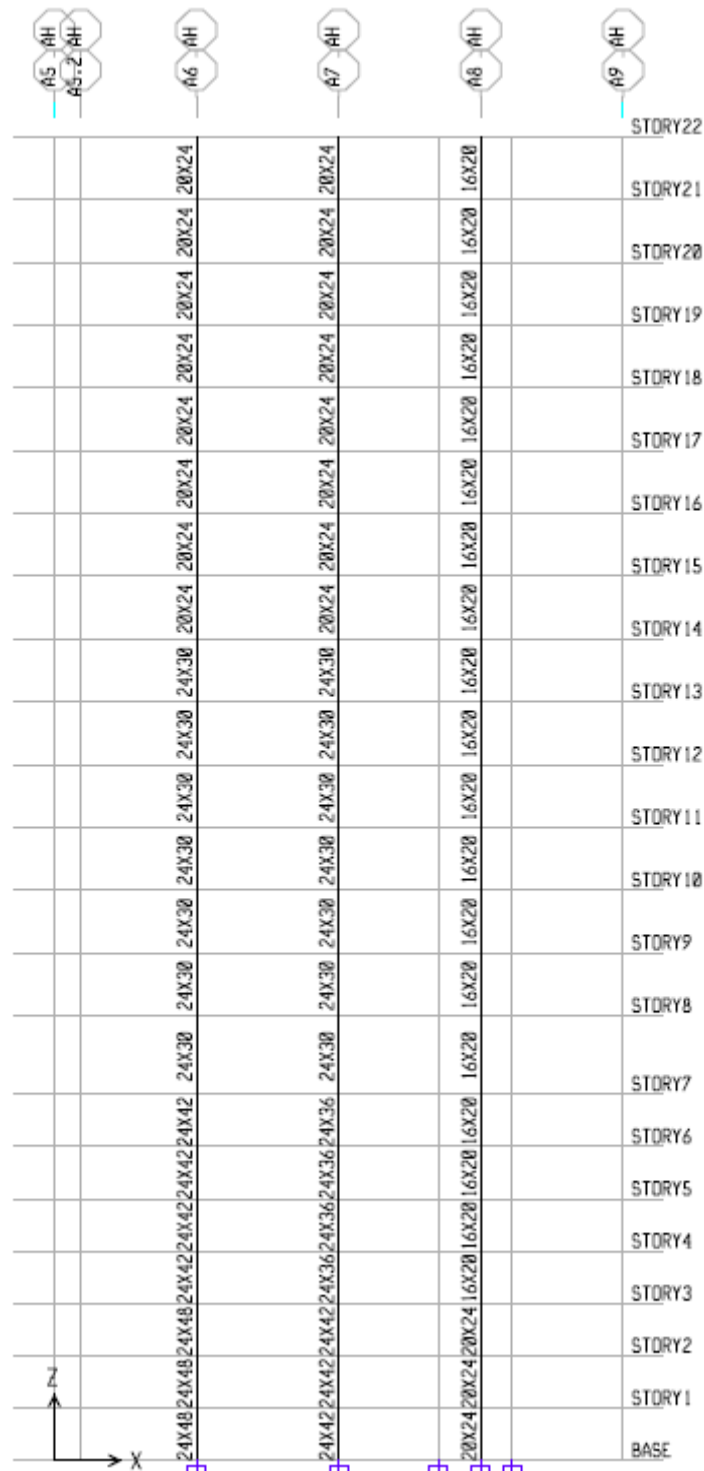 AH AH AH AH AH AH
A5 A5.2 A6 A7 A8 A9
STORY22
20X24 20X24 16X20
STORY21
20X24 20X24 16X20
STORY20
20X24 20X24 16X20
STORY19
20X24 20X24 16X20
STORY18
20X24 20X24 16X20
STORY17
20X24 20X24 16X20
STORY16
20X24 20X24 16X20
STORY15
20X24 20X24 16X20
STORY14
24X30 24X30 16X20
STORY13
24X30 24X30 16X20
STORY12
24X30 24X30 16X20
STORY11
24X30 24X30 16X20
STORY10
24X30 24X30 16X20
STORY9
24X30 24X30 16X20
STORY8
24X30 24X30 16X20
STORY7
24X42 24X36 16X20
STORY6
24X42 24X36 16X20
STORY5
24X42 24X36 16X20
STORY4
24X42 24X36 16X20
STORY3
24X48 24X42 20X24
STORY2
24X48 24X42 20X24
STORY1
24X48 24X42 20X24
BASE
Z
X